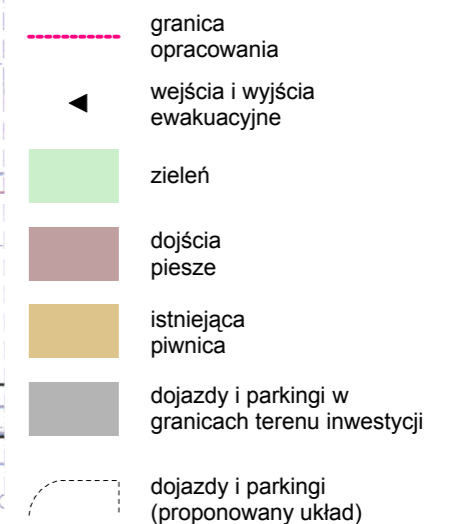 granica
opracowania
wejścia i wyjścia
ewakuacyjne
zieleń
dojścia
piesze
istniejąca
piwnica
dojazdy i parkingi w
granicach terenu inwestycji
dojazdy i parkingi
(proponowany układ)